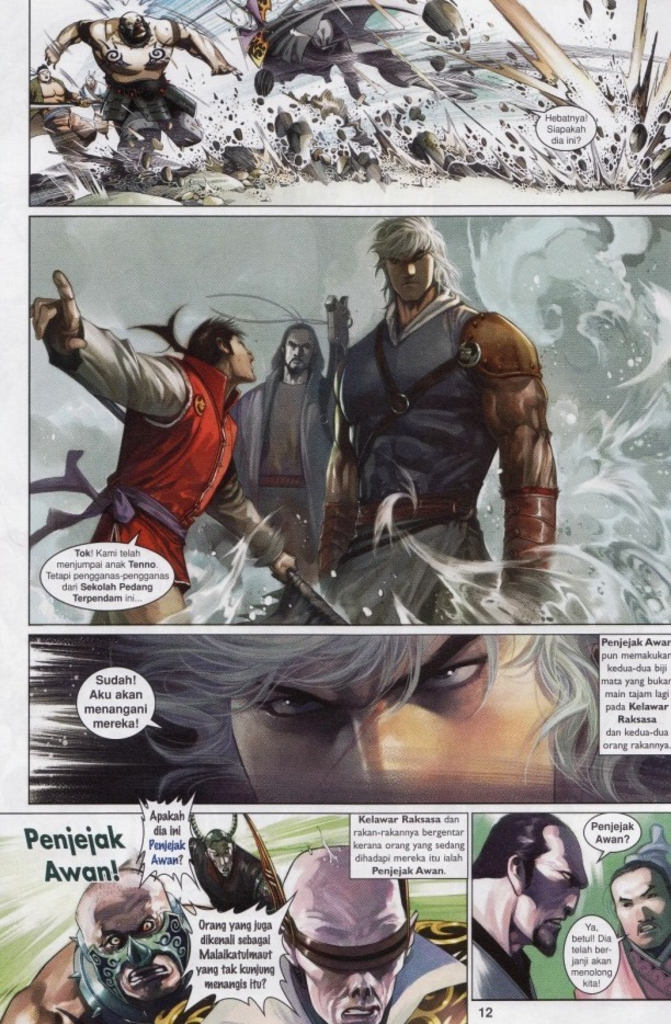 Hebatnya!
Siapakah
dia ini?
Tok! Kami telah
menjumpai anak Tenno.
Tetapi pengganas-pengganas
dari Sekolah Pedang
Terpendam ini...
Sudah!
Aku akan
menangani
mereka!
Penjejak Awan
pun memakukan
kedua-dua biji
mata yang bukan
main tajam lagi
pada Kelawar
Raksasa
dan kedua-dua
orang rakannya.
Penjejak
Awan!
Apakah
dia ini
Penjejak
Awan?
Orang yang juga
dikenali sebagai
Malaikatulmaut
yang tak kunjung
menangis itu?
Kelawar Raksasa dan
rakan-rakannya bergentar
kerana orang yang sedang
dihadapi mereka itu ialah
Penjejak Awan.
Penjejak
Awan?
Ya,
betul! Dia
telah ber-
janjii akan
menolong
kita!
12